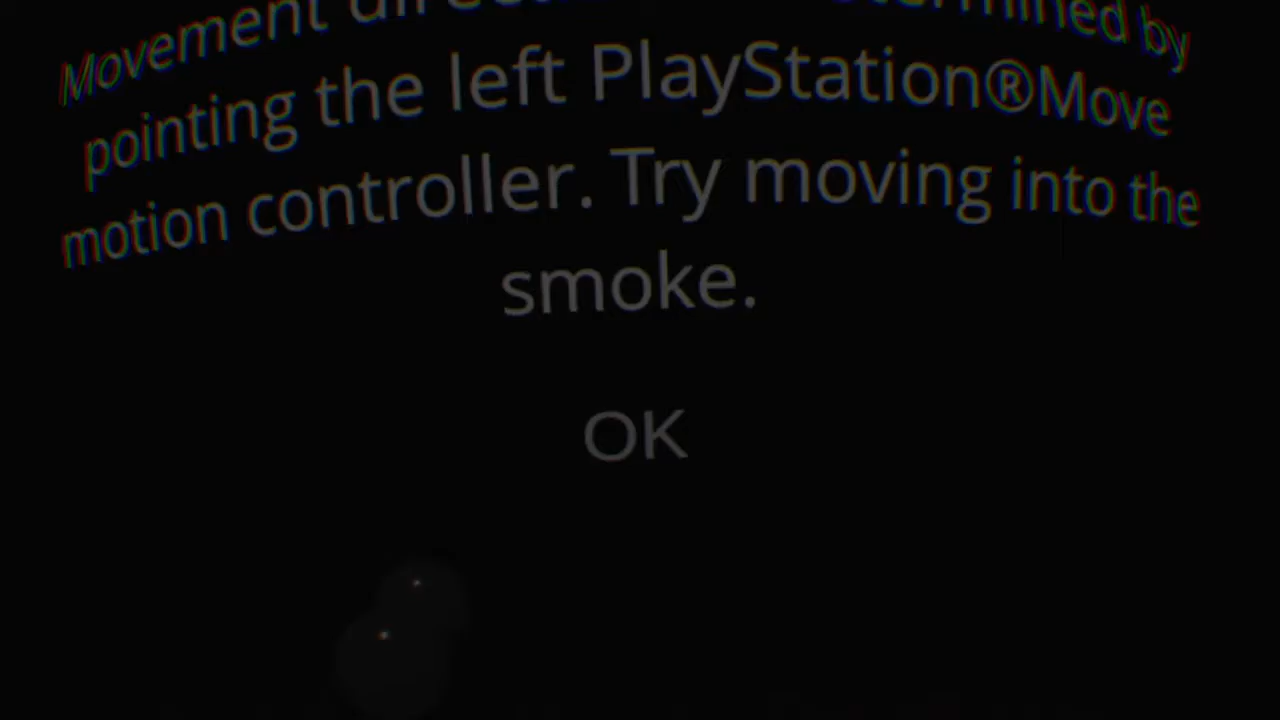 Movement
pointing the left PlayStation®Move
motion controller. Try moving into the
smoke.
OK